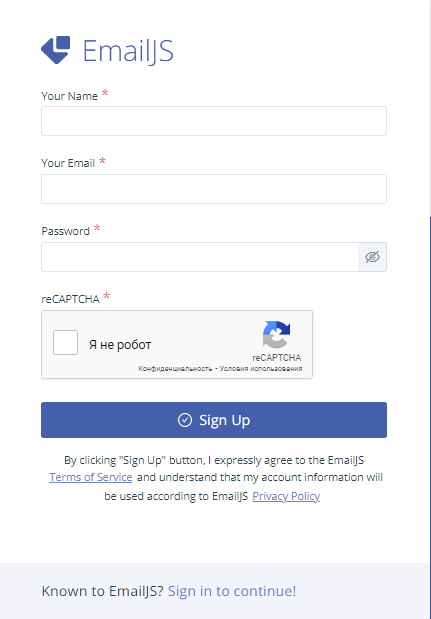 EmailJS
Your Name *
Your Email *
Password *
reCAPTCHA *
Я не робот
reCAPTCHA
Конфиденциальность - Условия использования
Sign Up
By clicking "Sign Up" button, I expressly agree to the EmailJS
Terms of Service and understand that my account information will
be used according to EmailJS Privacy Policy
Known to EmailJS? Sign in to continue!